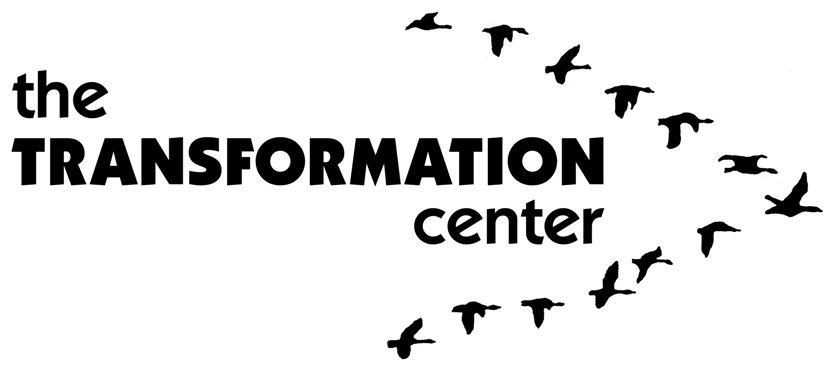 the
TRANSFORMATION
center